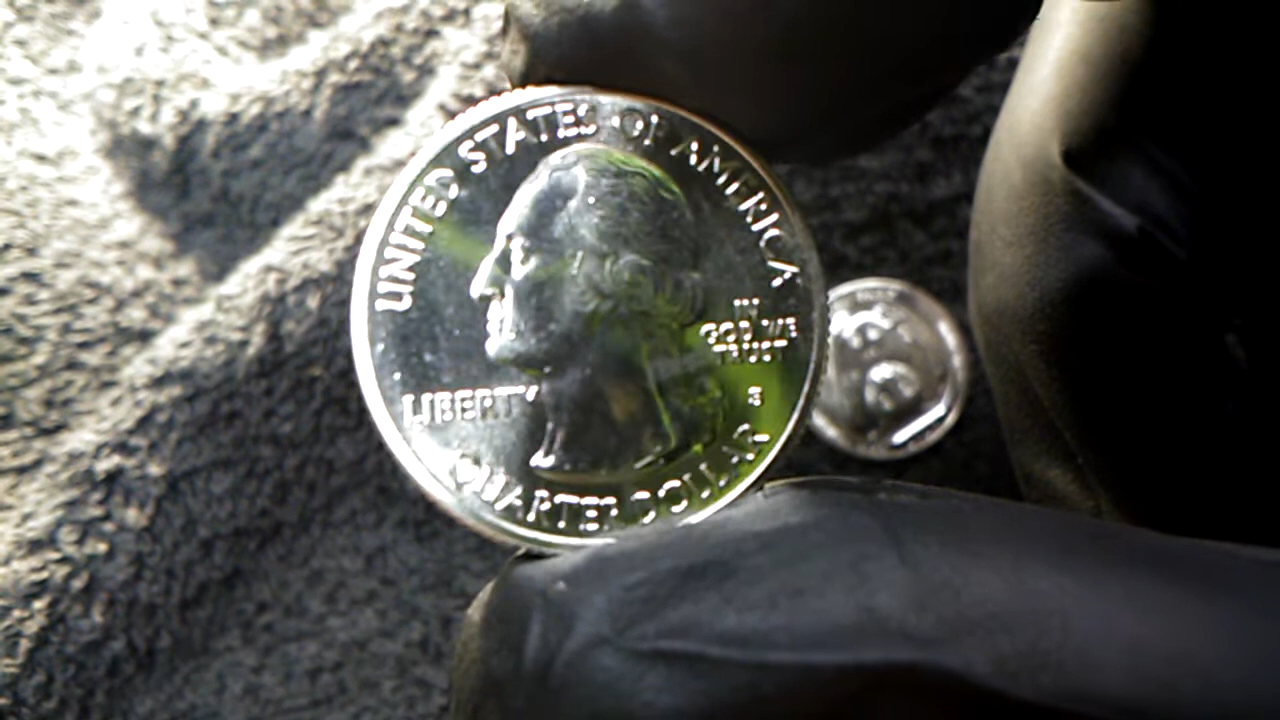 UNITED STATES OF AMERICA
IN
GOD WE
TRUST
LIBERTY
S
QUARTER DOLLAR